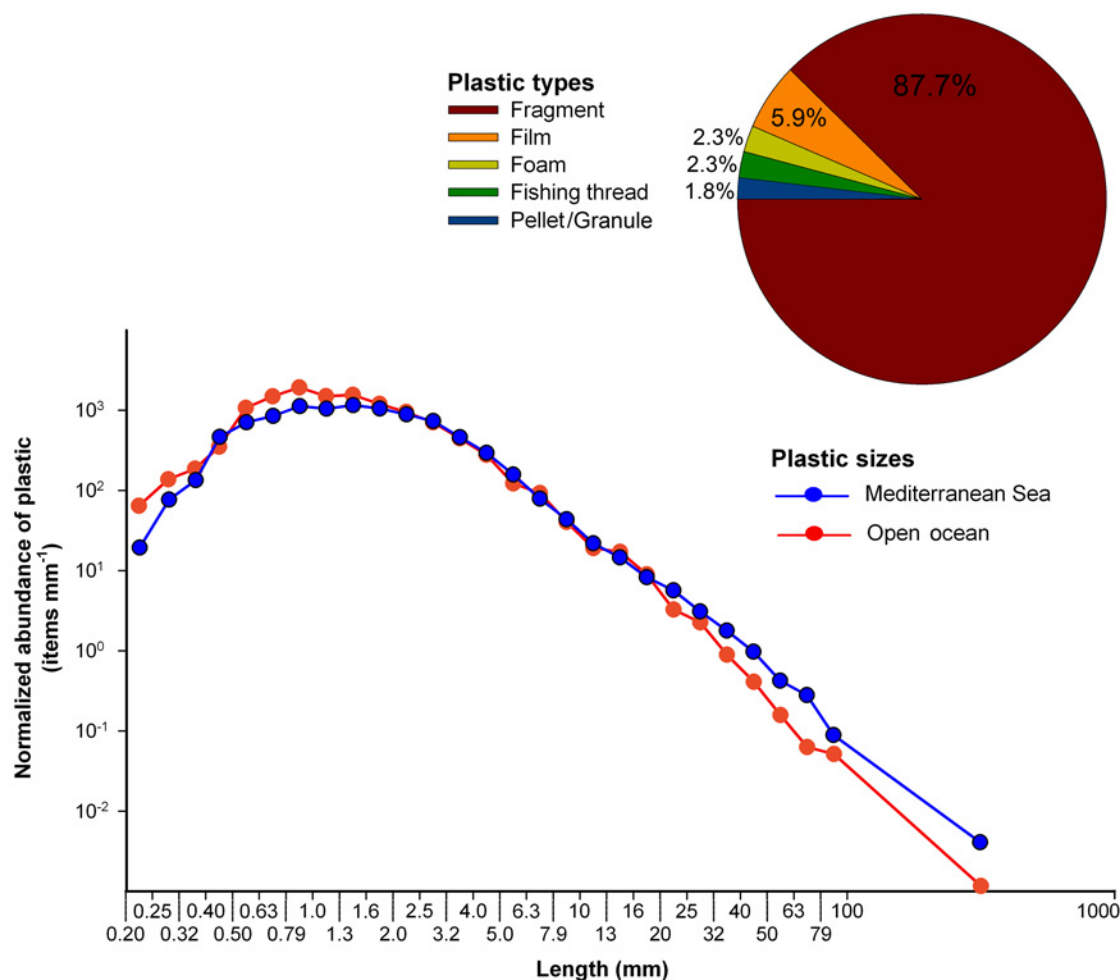 Plastic types
Fragment
Film
Foam
Fishing thread
Pellet/Granule
87.7%
5.9%
2.3%
2.3%
1.8%
Plastic sizes
Mediterranean Sea
Open ocean
Normalized abundance of plastic
(items mm⁻¹)
10³
10²
10¹
10⁰
10⁻¹
10⁻²
0.25 0.40 0.63 1.0 1.6 2.5 4.0 6.3 10 16 25 40 63 100 1000
0.20 0.32 0.50 0.79 1.3 2.0 3.2 5.0 7.9 13 20 32 50 79
Length (mm)